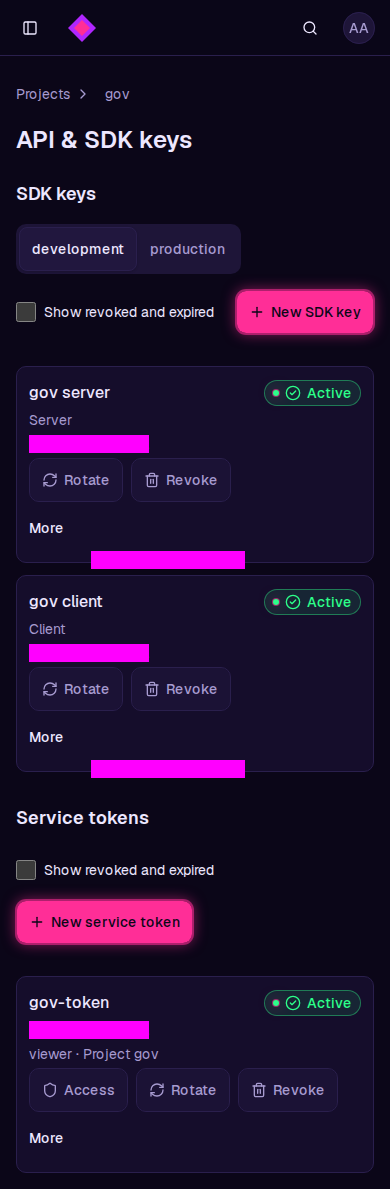 AA
Projects > gov
API & SDK keys
SDK keys
development production
Show revoked and expired
+ New SDK key
gov server
Active
Server
Rotate Revoke
More
gov client
Active
Client
Rotate Revoke
More
Service tokens
Show revoked and expired
+ New service token
gov-token
Active
viewer · Project gov
Access Rotate Revoke
More